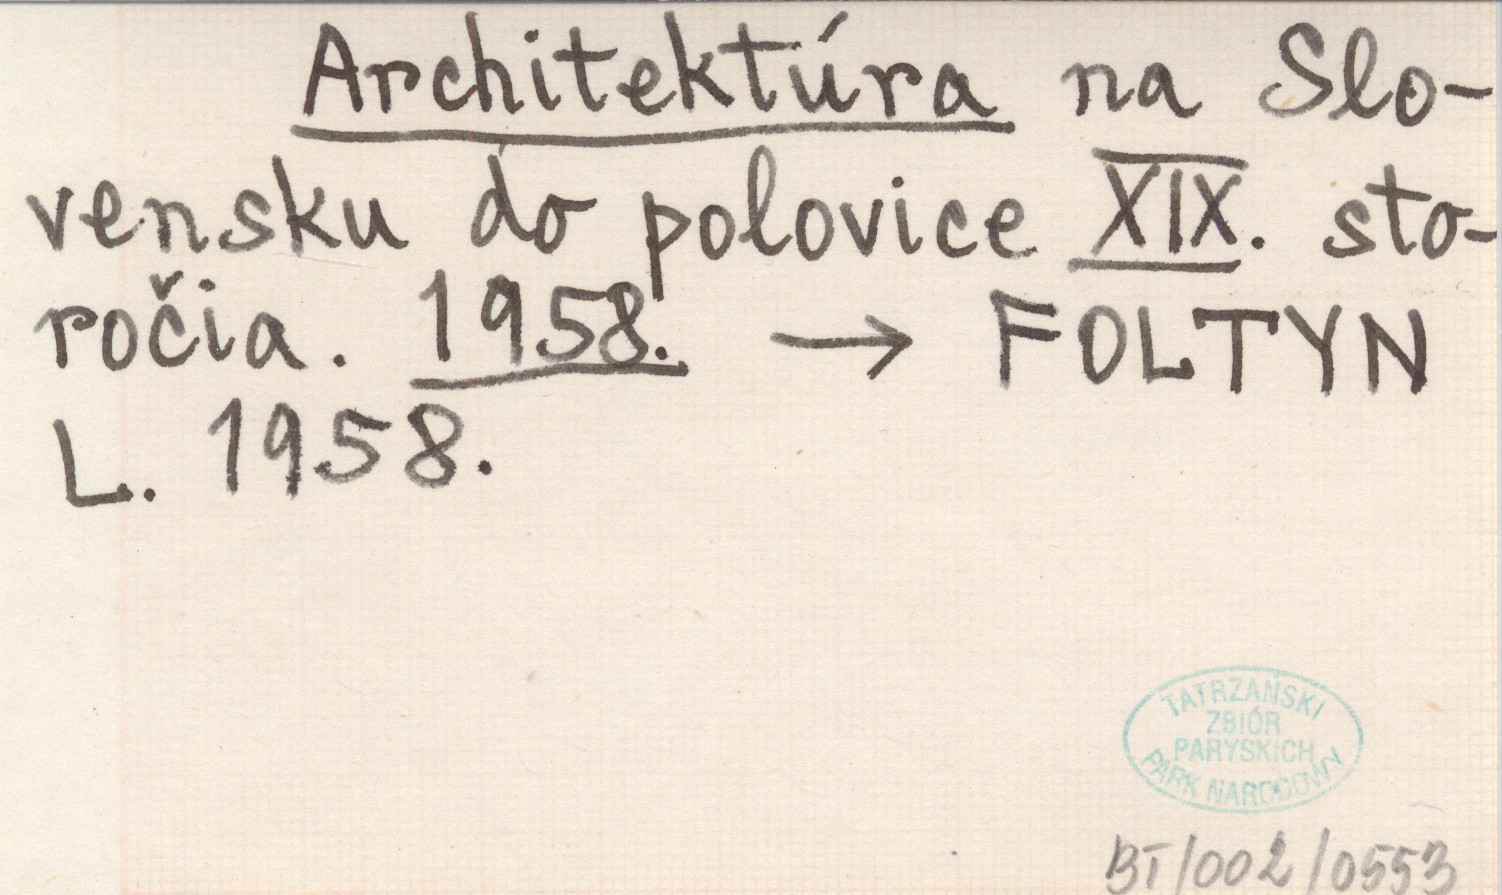 Architektúra na Slo-
vensku do polovice XIX. sto-
ročia. 1958. → FOLTYN
L. 1958.
TATRZAŃSKI
ZBIÓR
PARYSKICH
PARK NARODOWY
BT/002/0553